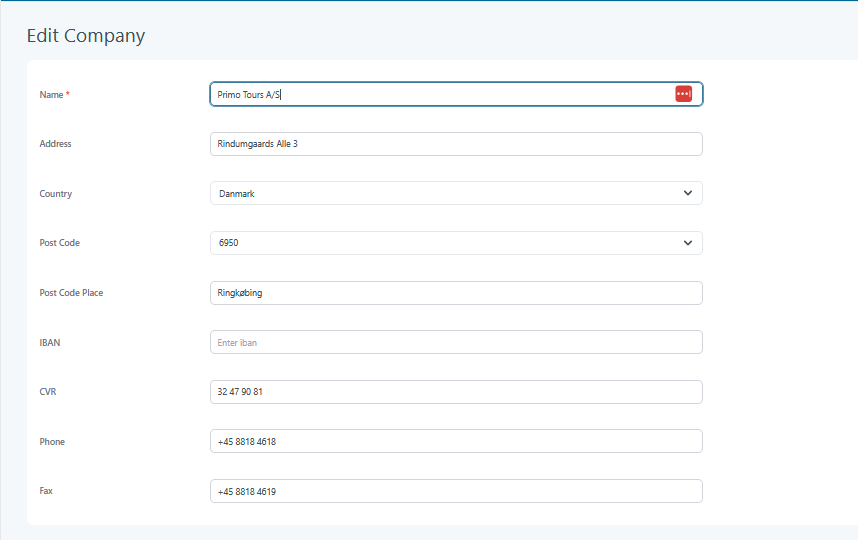 Edit Company
Name * Primo Tours A/S
Address Rindumgaards Alle 3
Country Danmark
Post Code 6950
Post Code Place Ringkøbing
IBAN Enter iban
CVR 32 47 90 81
Phone +45 8818 4618
Fax +45 8818 4619